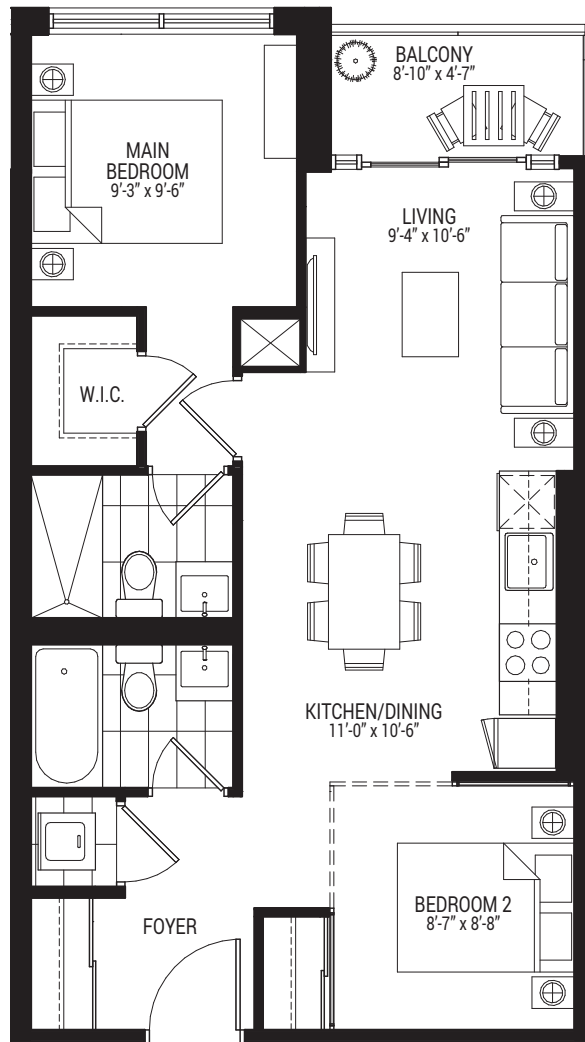 BALCONY
8'-10" x 4'-7"
MAIN
BEDROOM
9'-3" x 9'-6"
LIVING
9'-4" x 10'-6"
W.I.C.
KITCHEN/DINING
11'-0" x 10'-6"
BEDROOM 2
8'-7" x 8'-8"
FOYER